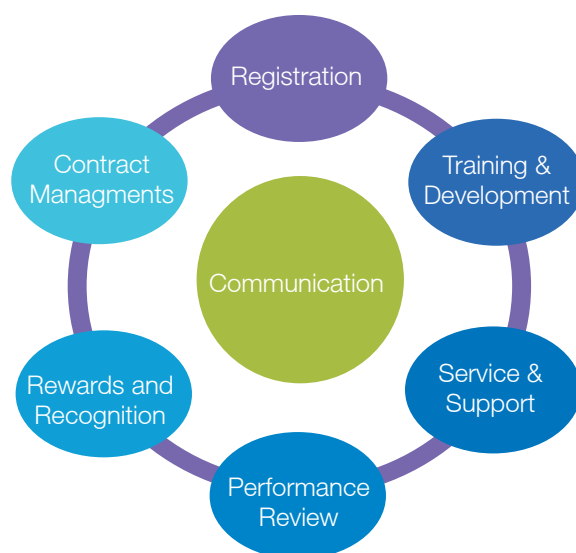 Registration
Training &
Development
Service &
Support
Performance
Review
Rewards and
Recognition
Contract
Managments
Communication